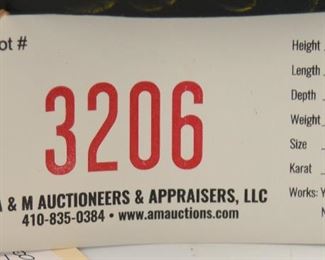 ot #
3206
A & M AUCTIONEERS & APPRAISERS, LLC
410-835-0384 • www.amauctions.com
Height
Length
Depth
Weight
Size
Karat
Works: Y
N